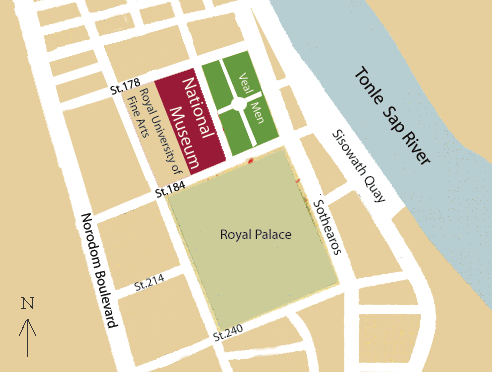 St.178
National
Museum
Royal University of
Fine Arts
Veal Men
Tonle Sap River
Sisowath Quay
St.184
Sothearos
Royal Palace
Norodom Boulevard
St.214
St.240
N